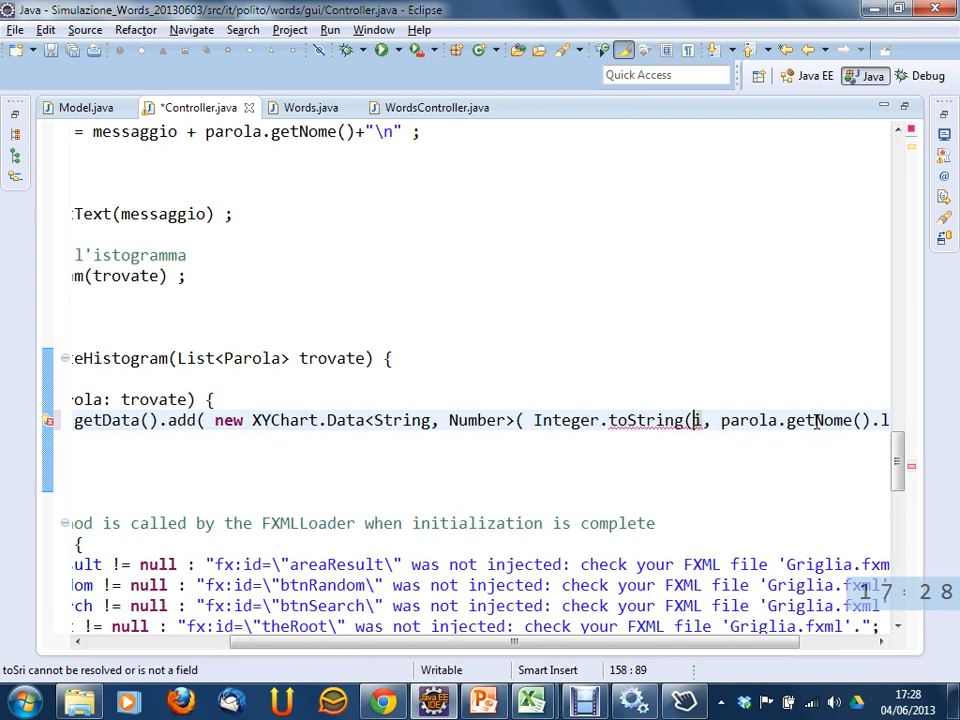 Java - Simulazione_Words_20130603/src/it/polito/words/gui/Controller.java - Eclipse
File Edit Source Refactor Navigate Search Project Run Window Help
Quick Access
Java EE Java Debug
Model.java *Controller.java Words.java WordsController.java
= messaggio + parola.getNome()+"\n" ;
:Text(messaggio) ;
l'istogramma
am(trovate) ;
:eHistogram(List<Parola> trovate) {
rola: trovate) {
getData().add( new XYChart.Data<String, Number>( Integer.toString(i, parola.getNome().l
nod is called by the FXMLLoader when initialization is complete
{
ult != null : "fx:id=\"areaResult\" was not injected: check your FXML file 'Griglia.fxm
dom != null : "fx:id=\"btnRandom\" was not injected: check your FXML file 'Griglia.fxml'
rch != null : "fx:id=\"btnSearch\" was not injected: check your FXML file 'Griglia.fxml'
t != null : "fx:id=\"theRoot\" was not injected: check your FXML file 'Griglia.fxml'.";
17:28
toSri cannot be resolved or is not a field
Writable
Smart Insert
158 : 89
17:28
04/06/2013